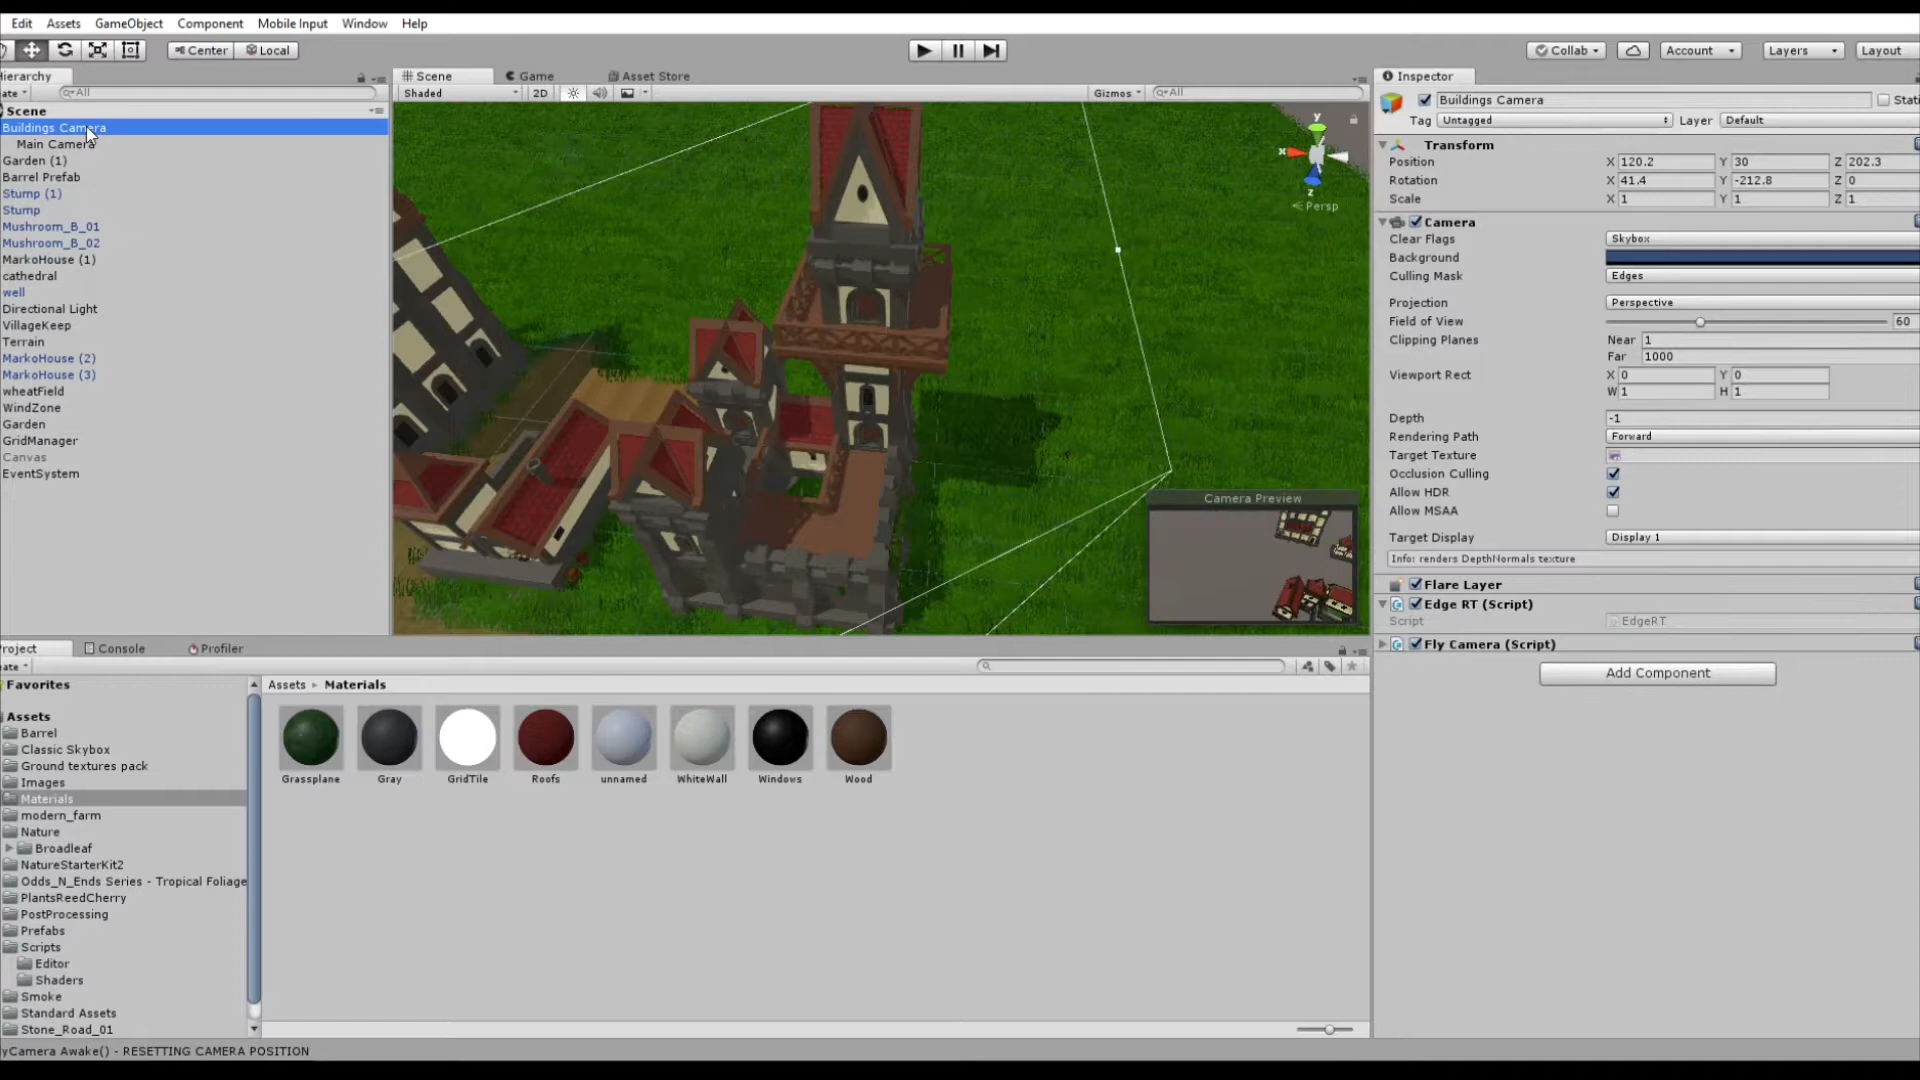 Edit Assets GameObject Component Mobile Input Window Help
Center Local Collab Account Layers Layout
Hierarchy Scene Game Asset Store Inspector
ate All Shaded 2D Gizmos All Buildings Camera Stati
Tag Untagged Layer Default
Scene
Buildings Camera
Main Camera
Garden (1)
Barrel Prefab
Stump (1)
Stump
Mushroom_B_01
Mushroom_B_02
MarkoHouse (1)
cathedral
well
Directional Light
VillageKeep
Terrain
MarkoHouse (2)
MarkoHouse (3)
wheatField
WindZone
Garden
GridManager
Canvas
EventSystem
y
x
z
Persp
Camera Preview
Transform
Position X 120.2 Y 30 Z 202.3
Rotation X 41.4 Y -212.8 Z 0
Scale X 1 Y 1 Z 1
Camera
Clear Flags Skybox
Background
Culling Mask Edges
Projection Perspective
Field of View 60
Clipping Planes Near 1
Far 1000
Viewport Rect X 0 Y 0
W 1 H 1
Depth -1
Rendering Path Forward
Target Texture
Occlusion Culling
Allow HDR
Allow MSAA
Target Display Display 1
Info: renders DepthNormals texture
Flare Layer
Edge RT (Script)
Script EdgeRT
Fly Camera (Script)
Add Component
roject Console Profiler
ate
Favorites
Assets
Barrel
Classic Skybox
Ground textures pack
Images
Materials
modern_farm
Nature
Broadleaf
NatureStarterKit2
Odds_N_Ends Series - Tropical Foliage
PlantsReedCherry
PostProcessing
Prefabs
Scripts
Editor
Shaders
Smoke
Standard Assets
Stone_Road_01
Assets Materials
Grassplane Gray GridTile Roofs unnamed WhiteWall Windows Wood
yCamera Awake() - RESETTING CAMERA POSITION